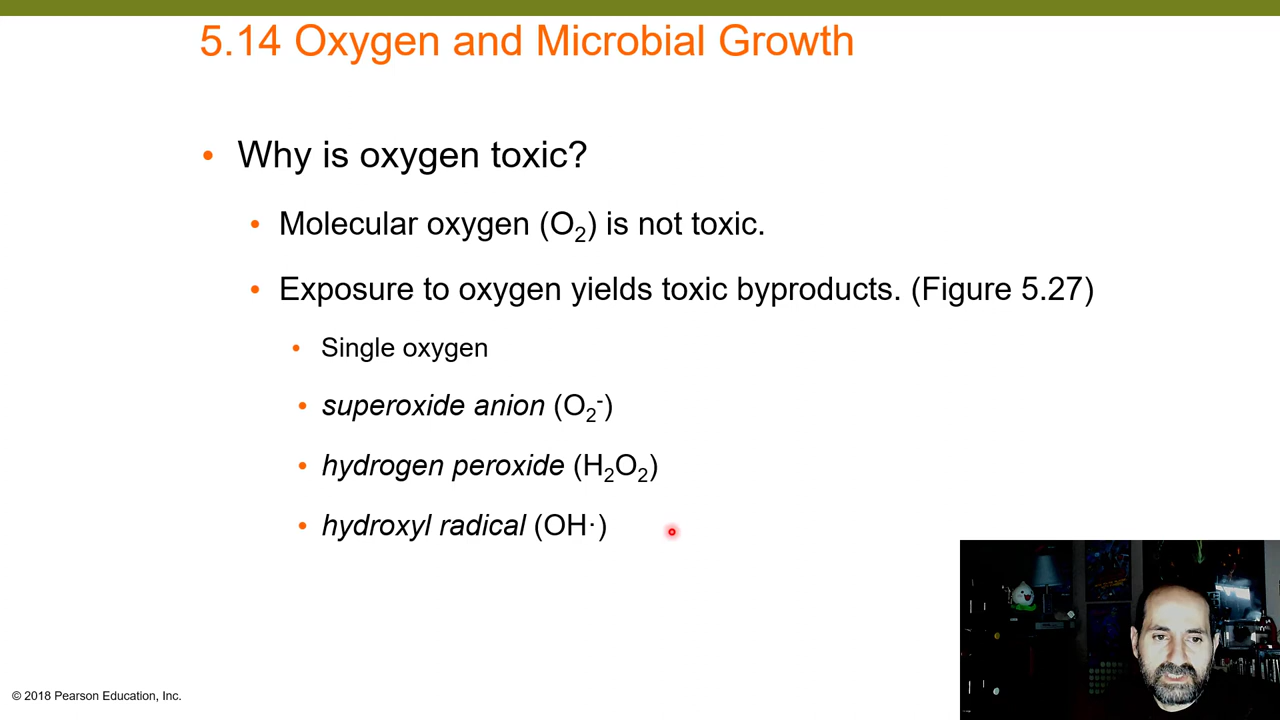 5.14 Oxygen and Microbial Growth
• Why is oxygen toxic?
• Molecular oxygen (O₂) is not toxic.
• Exposure to oxygen yields toxic byproducts. (Figure 5.27)
• Single oxygen
• superoxide anion (O₂⁻)
• hydrogen peroxide (H₂O₂)
• hydroxyl radical (OH·)
© 2018 Pearson Education, Inc.